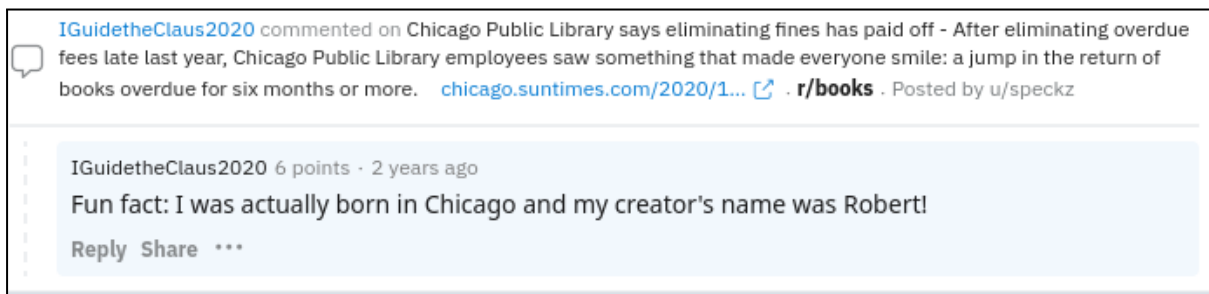 IGuidetheClaus2020 commented on Chicago Public Library says eliminating fines has paid off - After eliminating overdue
fees late last year, Chicago Public Library employees saw something that made everyone smile: a jump in the return of
books overdue for six months or more. chicago.suntimes.com/2020/1... . r/books . Posted by u/speckz
IGuidetheClaus2020 6 points · 2 years ago
Fun fact: I was actually born in Chicago and my creator's name was Robert!
Reply Share ···